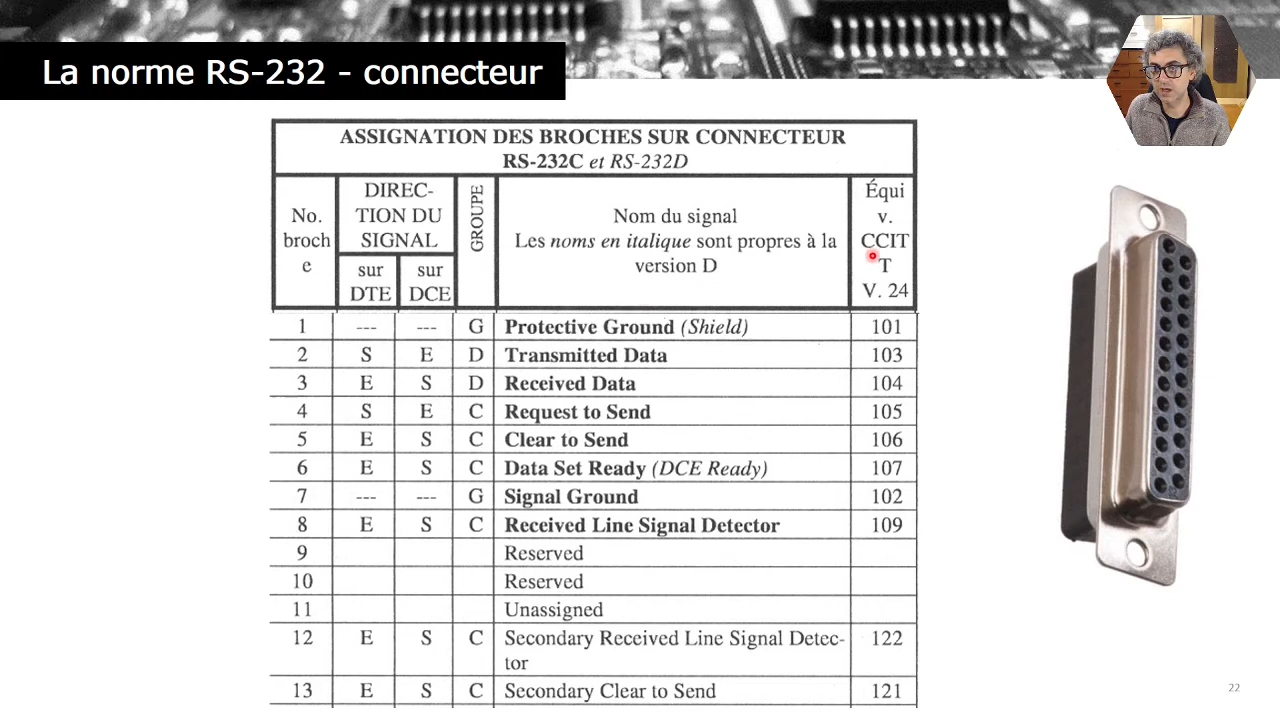 La norme RS-232 - connecteur
ASSIGNATION DES BROCHES SUR CONNECTEUR
RS-232C et RS-232D
No.
broch
e
DIREC-
TION DU
SIGNAL
sur
DTE
sur
DCE
GROUPE
Nom du signal
Les noms en italique sont propres à la
version D
Équi
v.
CCIT
T
V. 24
1 --- --- G Protective Ground (Shield) 101
2 S E D Transmitted Data 103
3 E S D Received Data 104
4 S E C Request to Send 105
5 E S C Clear to Send 106
6 E S C Data Set Ready (DCE Ready) 107
7 --- --- G Signal Ground 102
8 E S C Received Line Signal Detector 109
9 Reserved
10 Reserved
11 Unassigned
12 E S C Secondary Received Line Signal Detec- 122
tor
13 E S C Secondary Clear to Send 121
22